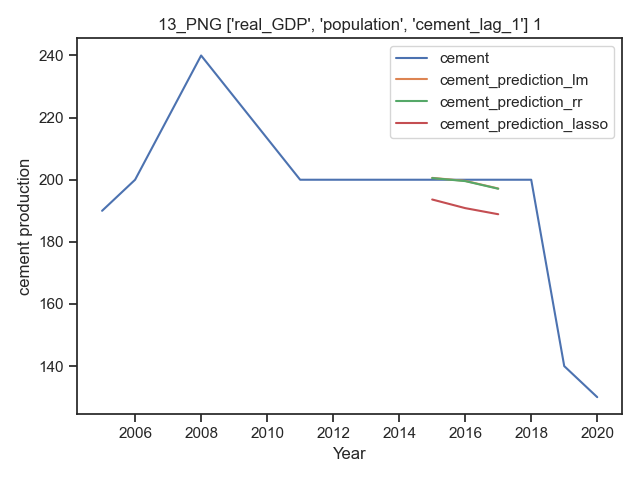 13_PNG ['real_GDP', 'population', 'cement_lag_1'] 1
cement
cement_prediction_lm
cement_prediction_rr
cement_prediction_lasso
cement production
240
220
200
180
160
140
2006 2008 2010 2012 2014 2016 2018 2020
Year